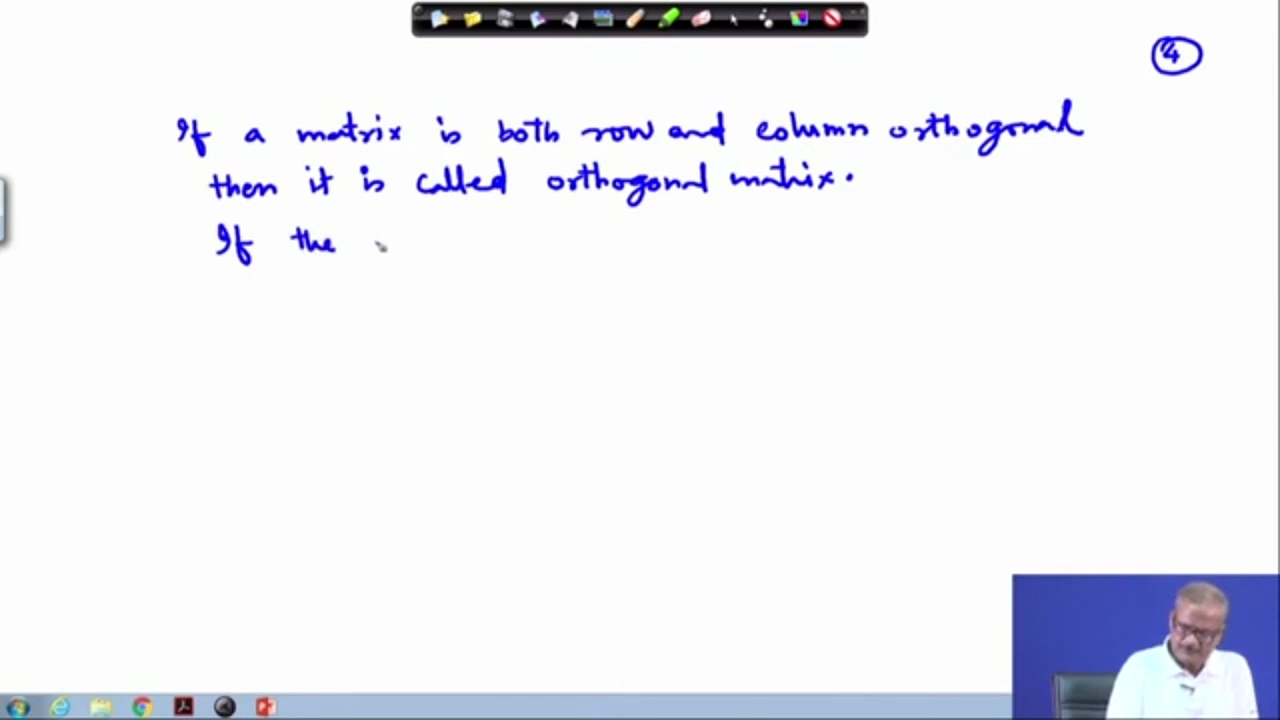 4
If a matrix is both row and column orthogonal
then it is called orthogonal matrix.
If the